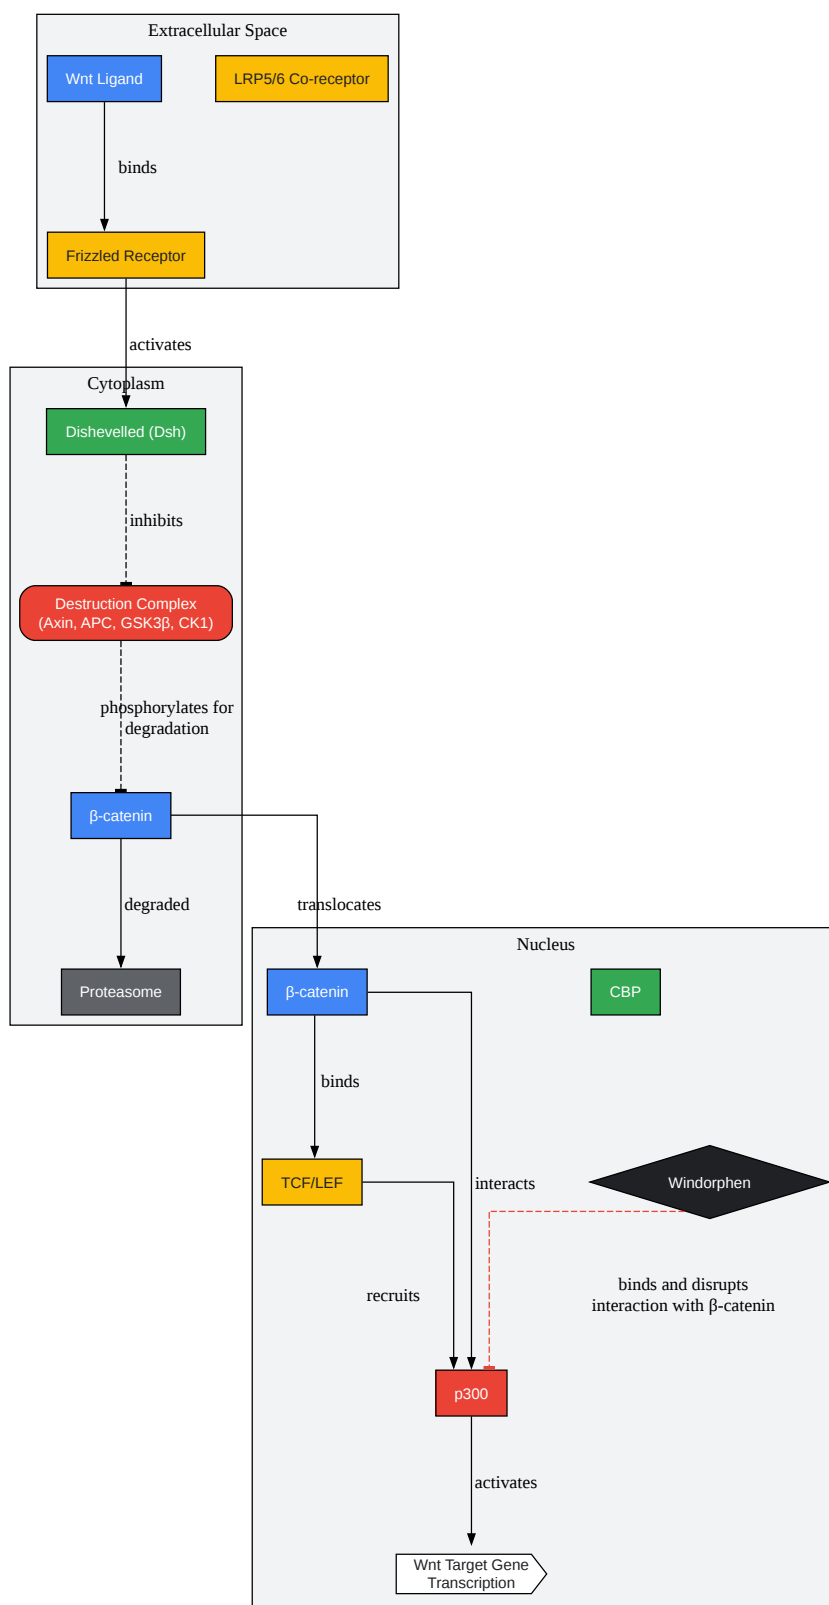 Extracellular Space
Wnt Ligand
LRP5/6 Co-receptor
binds
Frizzled Receptor
activates
Cytoplasm
Dishevelled (Dsh)
inhibits
Destruction Complex
(Axin, APC, GSK3β, CK1)
phosphorylates for
degradation
β-catenin
degraded
translocates
Proteasome
Nucleus
β-catenin
CBP
binds
TCF/LEF
interacts
Windorphen
recruits
binds and disrupts
interaction with β-catenin
p300
activates
Wnt Target Gene
Transcription